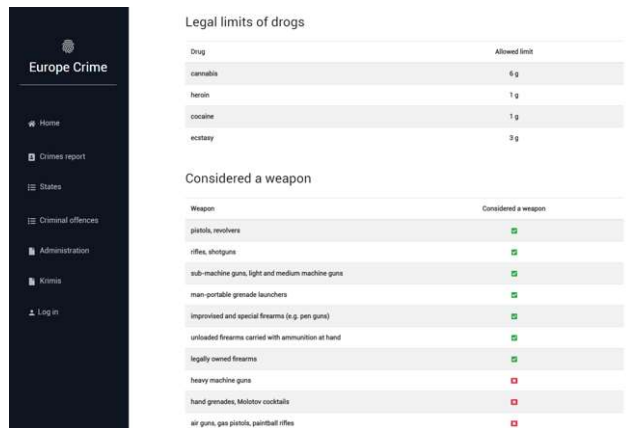 Europe Crime
Home
Crimes report
States
Criminal offences
Administration
Krimis
Log in
Legal limits of drogs
Drug Allowed limit
cannabis 6 g
heroin 1 g
cocaine 1 g
ecstasy 3 g
Considered a weapon
Weapon Considered a weapon
pistols, revolvers
rifles, shotguns
sub-machine guns, light and medium machine guns
man-portable grenade launchers
improvised and special firearms (e.g. pen guns)
unloaded firearms carried with ammunition at hand
legally owned firearms
heavy machine guns
hand grenades, Molotov cocktails
air guns, gas pistols, paintball rifles